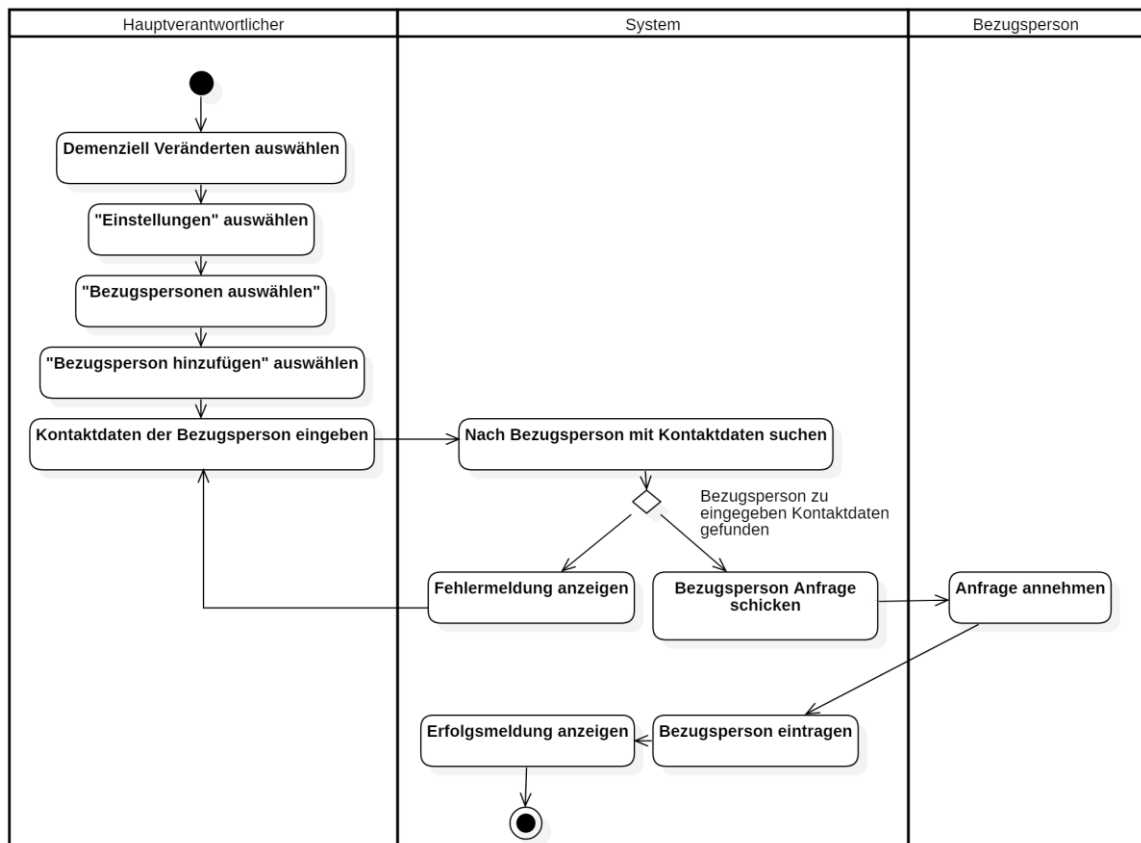 Hauptverantwortlicher
System
Bezugsperson
Demenziell Veränderten auswählen
"Einstellungen" auswählen
"Bezugspersonen auswählen"
"Bezugsperson hinzufügen" auswählen
Kontaktdaten der Bezugsperson eingeben
Nach Bezugsperson mit Kontaktdaten suchen
Bezugsperson zu
eingegeben Kontaktdaten
gefunden
Fehlermeldung anzeigen
Bezugsperson Anfrage
schicken
Anfrage annehmen
Erfolgsmeldung anzeigen
Bezugsperson eintragen